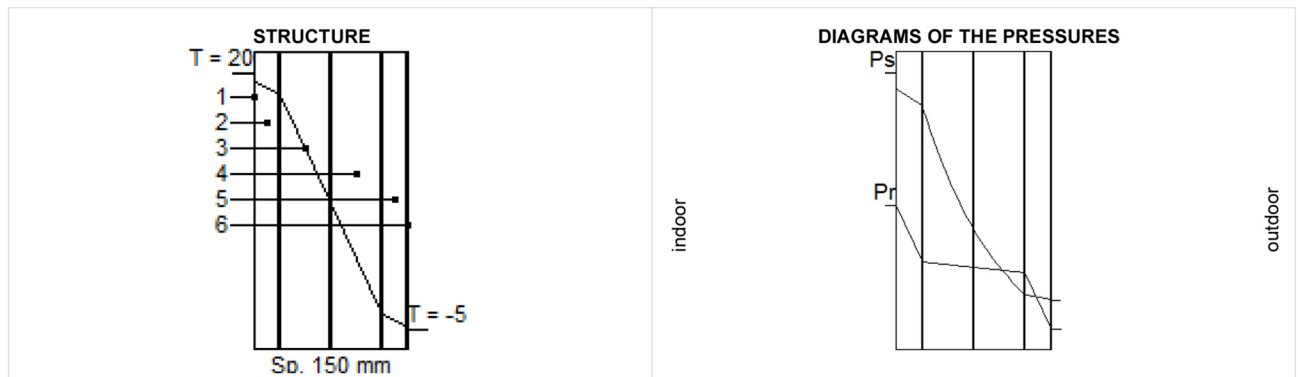 STRUCTURE
T = 20
1
2
3
4
5
6
T = -5
Sp. 150 mm
DIAGRAMS OF THE PRESSURES
Ps
Pr
indoor
outdoor